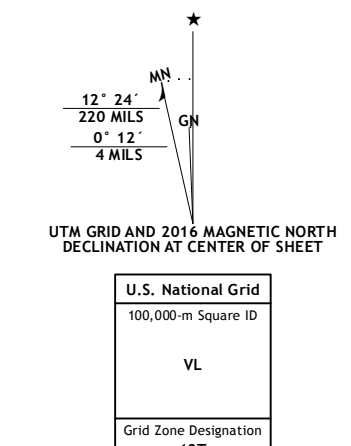 ★
MN
GN
12° 24´
220 MILS
0° 12´
4 MILS
UTM GRID AND 2016 MAGNETIC NORTH
DECLINATION AT CENTER OF SHEET
U.S. National Grid
100,000-m Square ID
VL
Grid Zone Designation